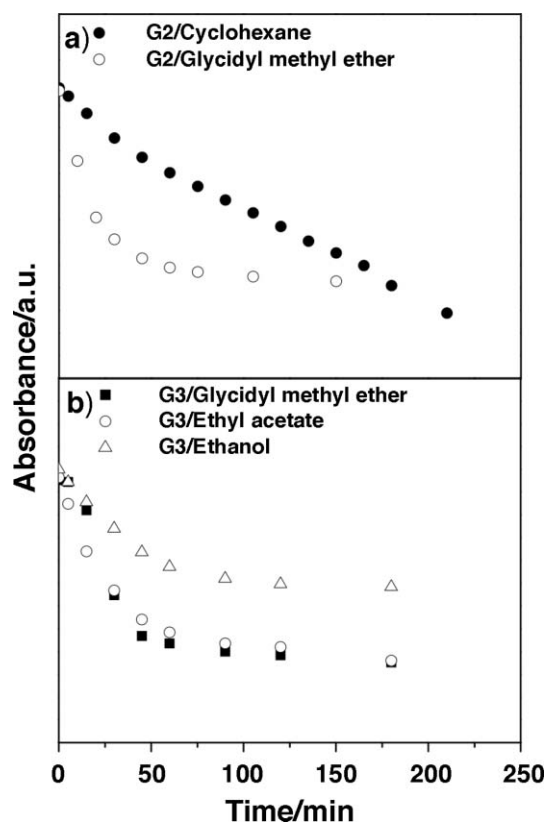 a)
G2/Cyclohexane
G2/Glycidyl methyl ether
Absorbance/a.u.
b)
G3/Glycidyl methyl ether
G3/Ethyl acetate
G3/Ethanol
0 50 100 150 200 250
Time/min